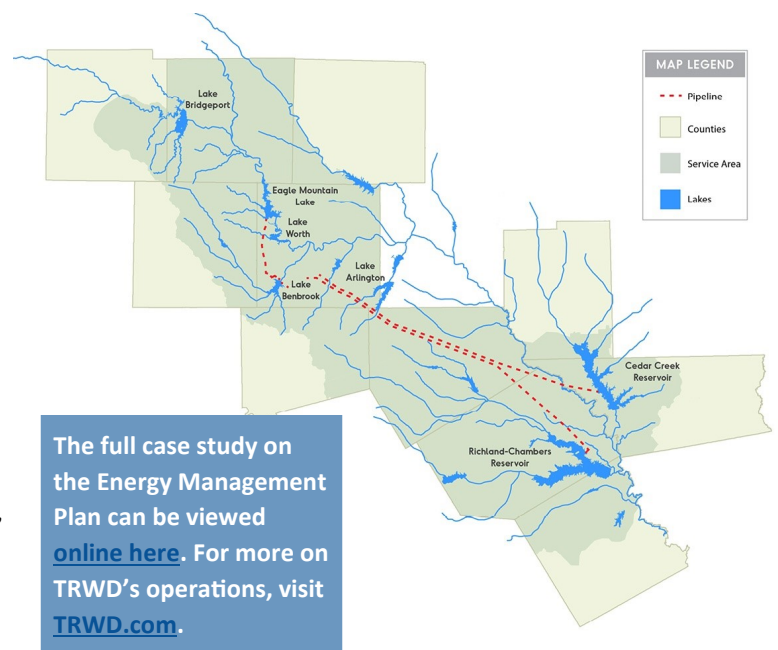 MAP LEGEND
Pipeline
Counties
Service Area
Lakes
Lake
Bridgeport
Eagle Mountain
Lake
Lake
Worth
Lake
Arlington
Lake
Benbrook
Cedar Creek
Reservoir
Richland-Chambers
Reservoir
The full case study on
the Energy Management
Plan can be viewed
online here. For more on
TRWD’s operations, visit
TRWD.com.
,